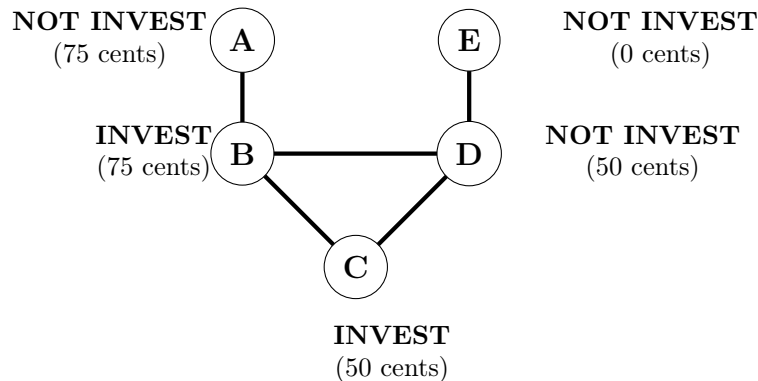 NOT INVEST
(75 cents)
A
E
NOT INVEST
(0 cents)
INVEST
(75 cents)
B
D
NOT INVEST
(50 cents)
C
INVEST
(50 cents)